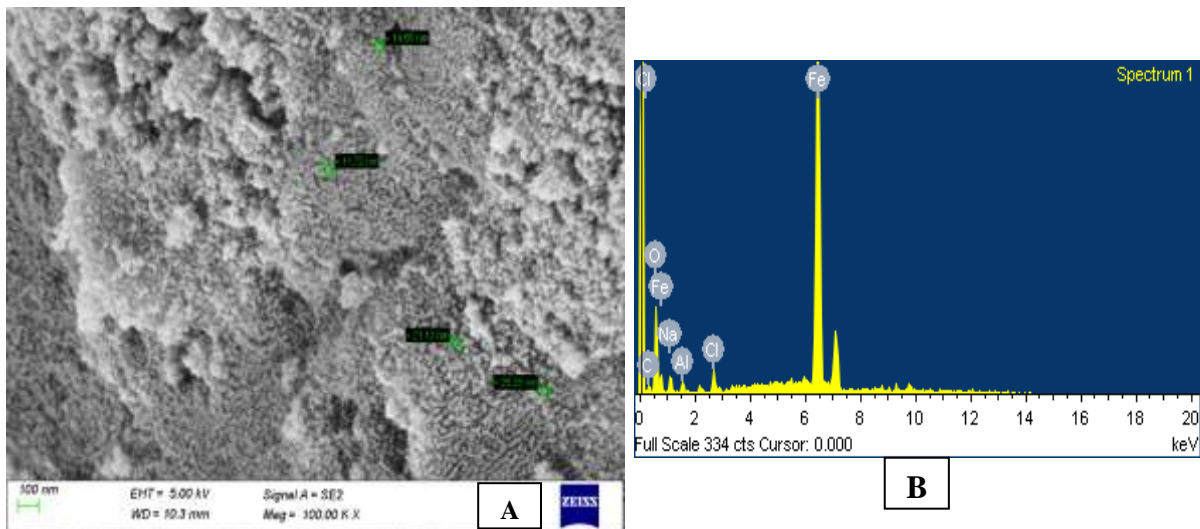 100 nm
EHT = 5.00 kV
Signal A = SE2
WD = 10.3 mm
Mag = 100.00 K X
A
ZEISS
Spectrum 1
Cl
Fe
O
Fe
Na
C
Al
Cl
0 2 4 6 8 10 12 14 16 18 20
Full Scale 334 cts Cursor: 0.000
keV
B